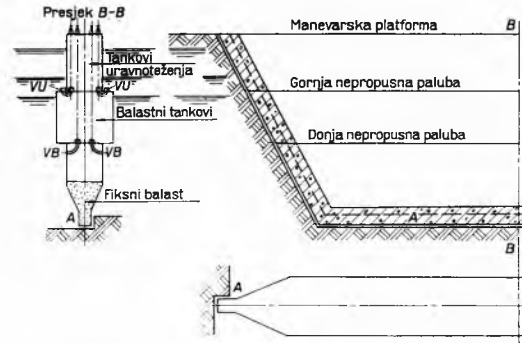 Presjek B-B
Tankovi
uravnoteženja
VU
VU
Balastni tankovi
VB
VB
Fiksni balast
A
Manevarska platforma
B
Gornja nepropusna paluba
Donja nepropusna paluba
A
B
A